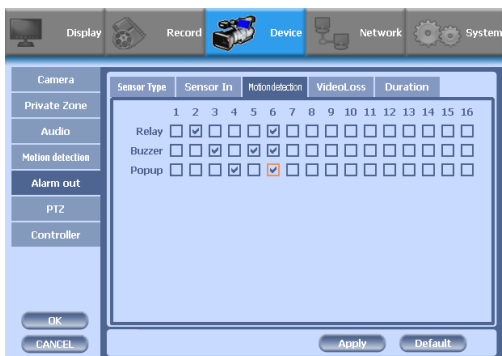 Display Record Device Network System
Camera
Private Zone
Audio
Motion detection
Alarm out
PTZ
Controller
Sensor Type Sensor In Motion detection VideoLoss Duration
1 2 3 4 5 6 7 8 9 10 11 12 13 14 15 16
Relay
Buzzer
Popup
OK
CANCEL
Apply Default